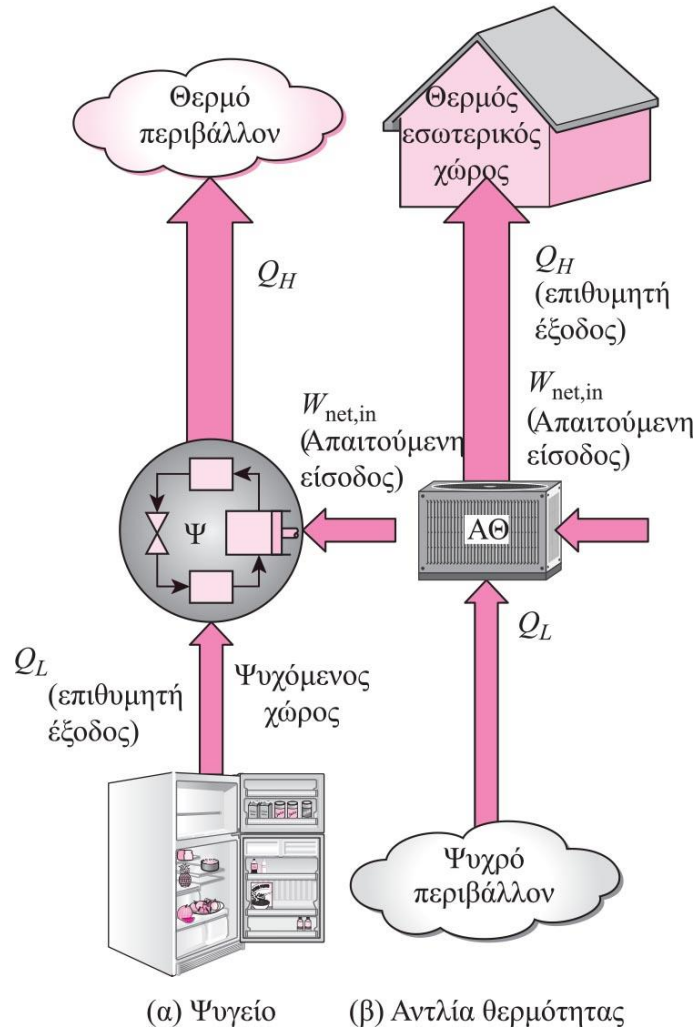 Θερμό
περιβάλλον
Q_H
W_net,in
(Απαιτούμενη
είσοδος)
Ψ
Q_L
(επιθυμητή
έξοδος)
Ψυχόμενος
χώρος
(α) Ψυγείο
Θερμός
εσωτερικός
χώρος
Q_H
(επιθυμητή
έξοδος)
W_net,in
(Απαιτούμενη
είσοδος)
ΑΘ
Q_L
Ψυχρό
περιβάλλον
(β) Αντλία θερμότητας